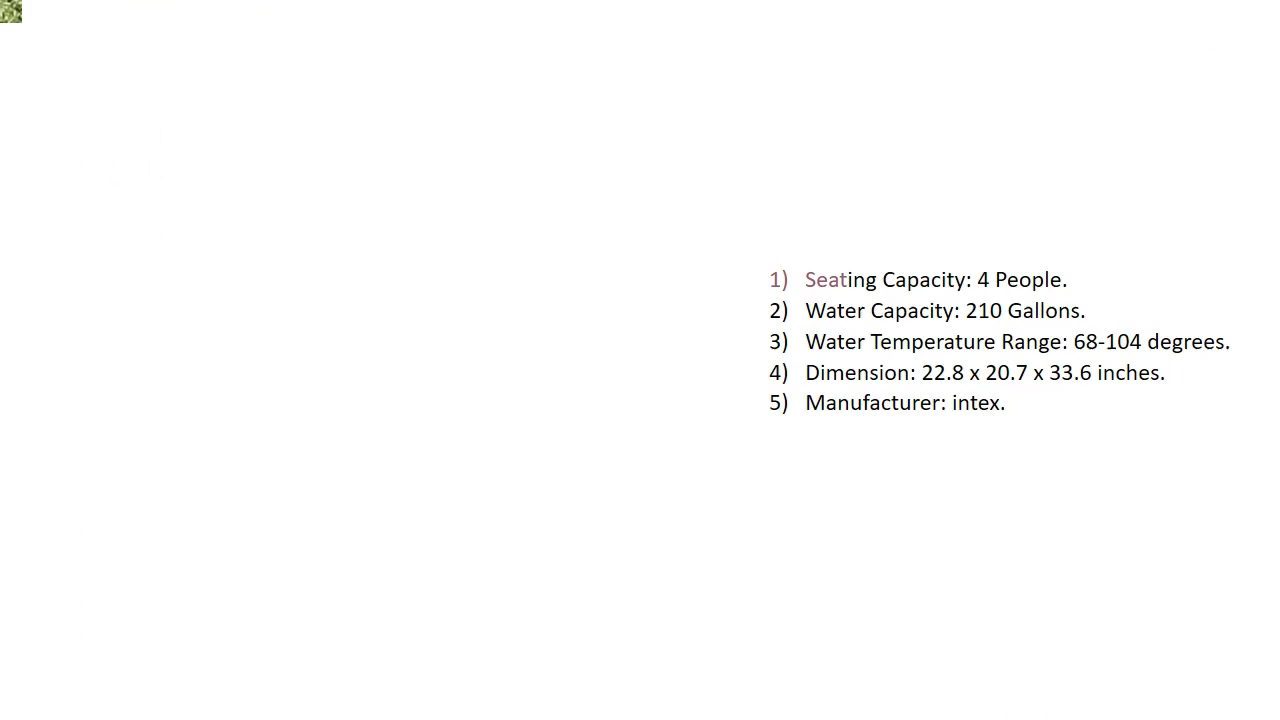 1) Seating Capacity: 4 People.
2) Water Capacity: 210 Gallons.
3) Water Temperature Range: 68-104 degrees.
4) Dimension: 22.8 x 20.7 x 33.6 inches.
5) Manufacturer: intex.